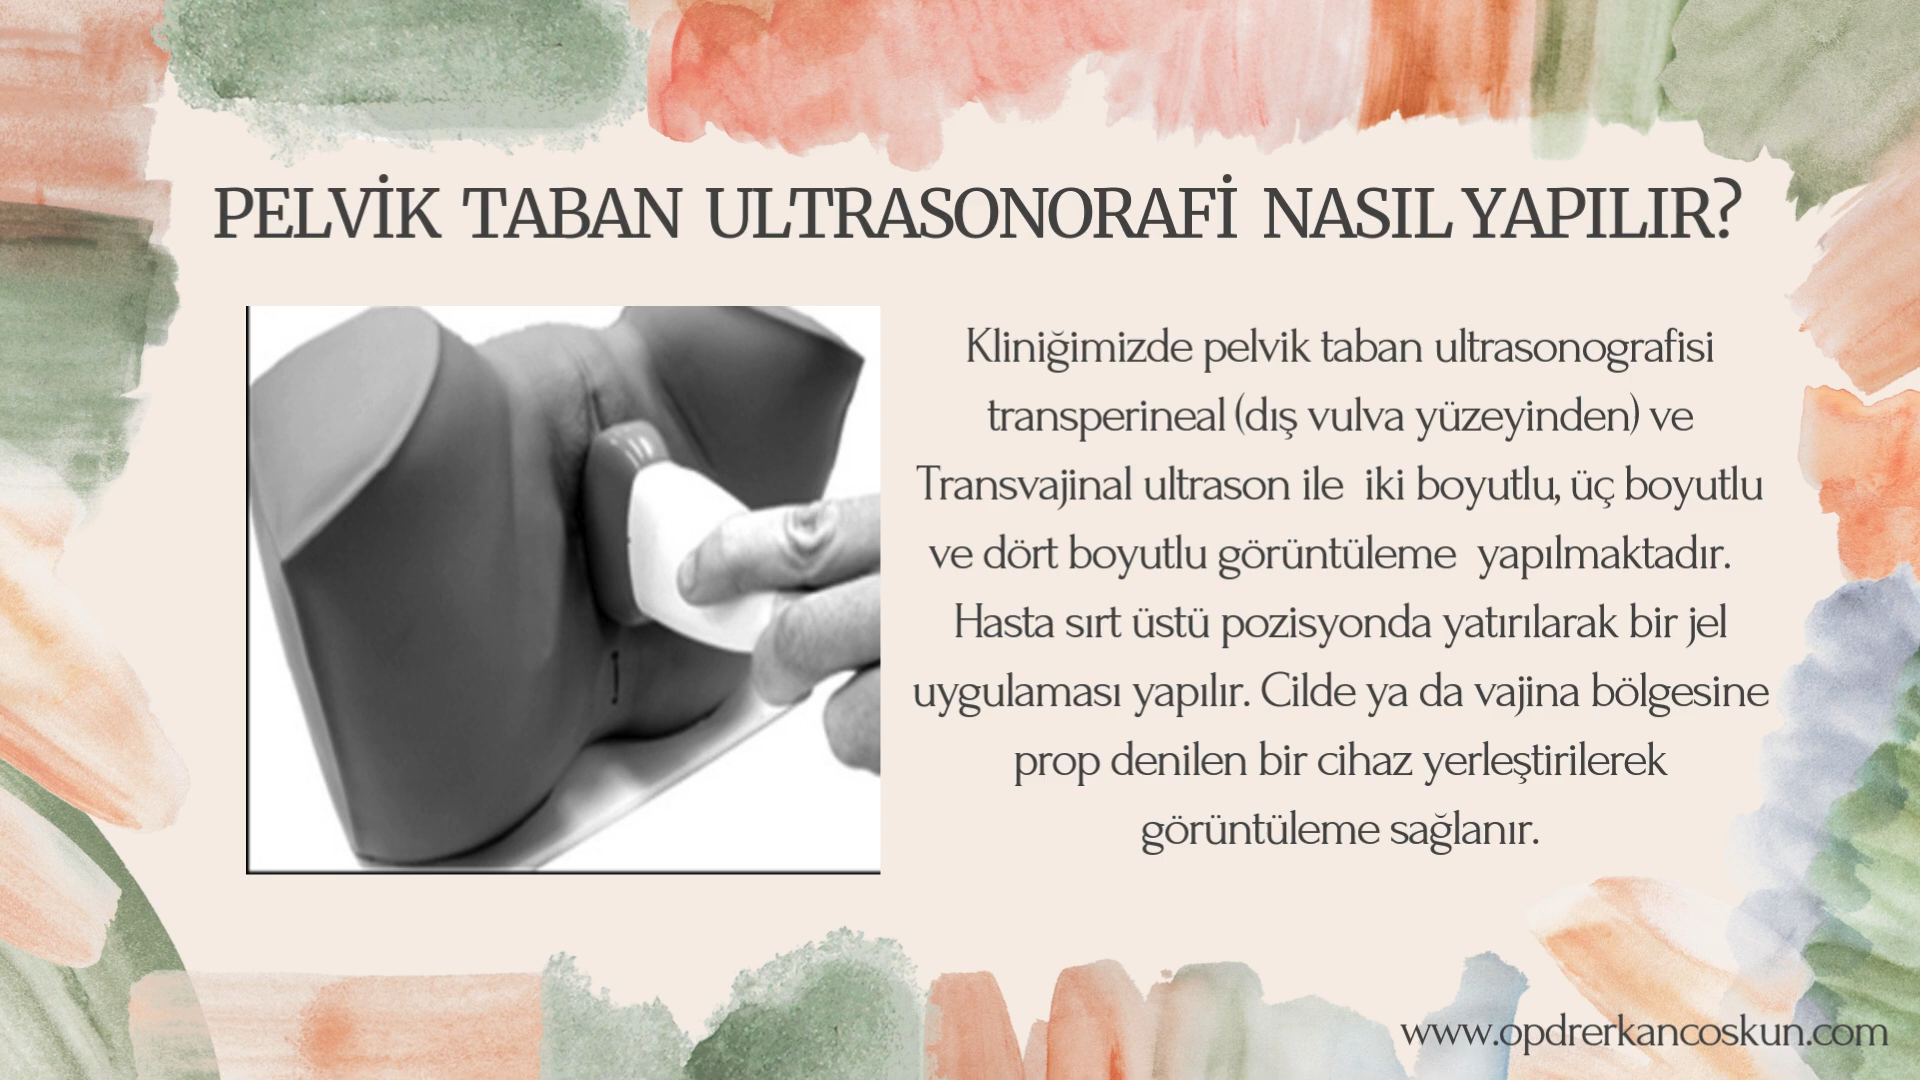 PELVİK TABAN ULTRASONORAFİ NASIL YAPILIR?
Kliniğimizde pelvik taban ultrasonografisi
transperineal (dış vulva yüzeyinden) ve
Transvajinal ultrason ile iki boyutlu, üç boyutlu
ve dört boyutlu görüntüleme yapılmaktadır.
Hasta sırt üstü pozisyonda yatırılarak bir jel
uygulaması yapılır. Cilde ya da vajina bölgesine
prop denilen bir cihaz yerleştirilerek
görüntüleme sağlanır.
www.opdrerkancoskun.com